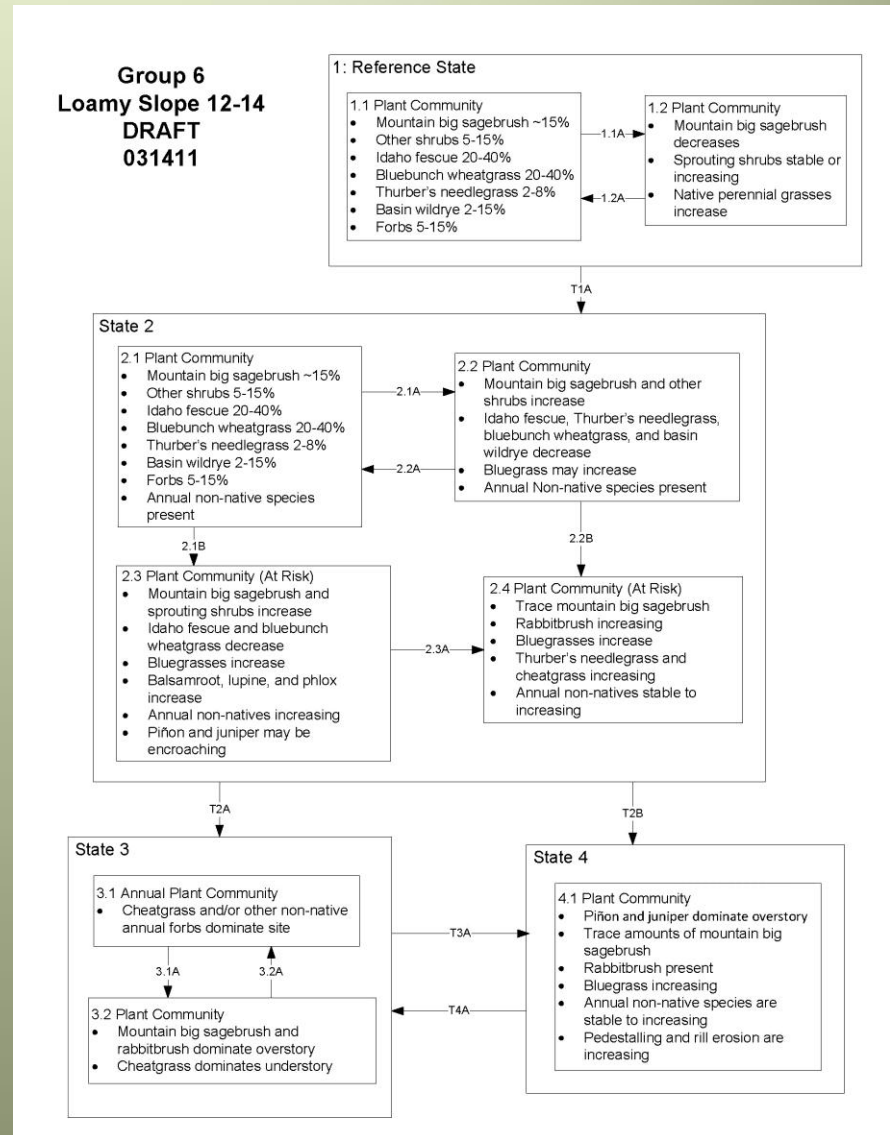 Group 6
Loamy Slope 12-14
DRAFT
031411
1: Reference State
1.1 Plant Community
• Mountain big sagebrush ~15%
• Other shrubs 5-15%
• Idaho fescue 20-40%
• Bluebunch wheatgrass 20-40%
• Thurber's needlegrass 2-8%
• Basin wildrye 2-15%
• Forbs 5-15%
1.1A
1.2A
1.2 Plant Community
• Mountain big sagebrush
decreases
• Sprouting shrubs stable or
increasing
• Native perennial grasses
increase
T1A
State 2
2.1 Plant Community
• Mountain big sagebrush ~15%
• Other shrubs 5-15%
• Idaho fescue 20-40%
• Bluebunch wheatgrass 20-40%
• Thurber's needlegrass 2-8%
• Basin wildrye 2-15%
• Forbs 5-15%
• Annual non-native species
present
2.1A
2.2A
2.2 Plant Community
• Mountain big sagebrush and other
shrubs increase
• Idaho fescue, Thurber's needlegrass,
bluebunch wheatgrass, and basin
wildrye decrease
• Bluegrass may increase
• Annual Non-native species present
2.1B
2.2B
2.3 Plant Community (At Risk)
• Mountain big sagebrush and
sprouting shrubs increase
• Idaho fescue and bluebunch
wheatgrass decrease
• Bluegrasses increase
• Balsamroot, lupine, and phlox
increase
• Annual non-natives increasing
• Piñon and juniper may be
encroaching
2.3A
2.4 Plant Community (At Risk)
• Trace mountain big sagebrush
• Rabbitbrush increasing
• Bluegrasses increase
• Thurber's needlegrass and
cheatgrass increasing
• Annual non-natives stable to
increasing
T2A
T2B
State 3
3.1 Annual Plant Community
• Cheatgrass and/or other non-native
annual forbs dominate site
3.1A
3.2A
3.2 Plant Community
• Mountain big sagebrush and
rabbitbrush dominate overstory
• Cheatgrass dominates understory
T3A
T4A
State 4
4.1 Plant Community
• Piñon and juniper dominate overstory
• Trace amounts of mountain big
sagebrush
• Rabbitbrush present
• Bluegrass increasing
• Annual non-native species are
stable to increasing
• Pedestalling and rill erosion are
increasing